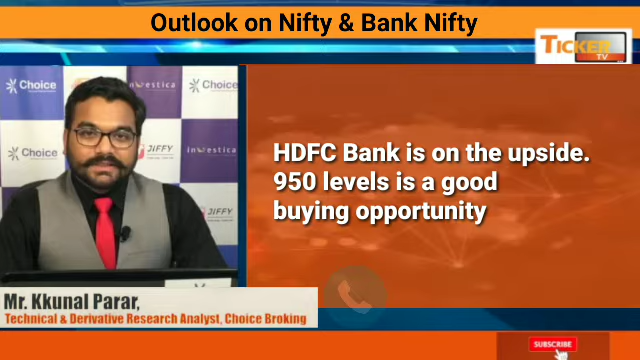 Outlook on Nifty & Bank Nifty
TICKER
TV
Choice
investica
Choice
Choice
JIFFY
investica
JIFFY
HDFC Bank is on the upside.
950 levels is a good
buying opportunity
Mr. Kkunal Parar,
Technical & Derivative Research Analyst, Choice Broking
SUBSCRIBE